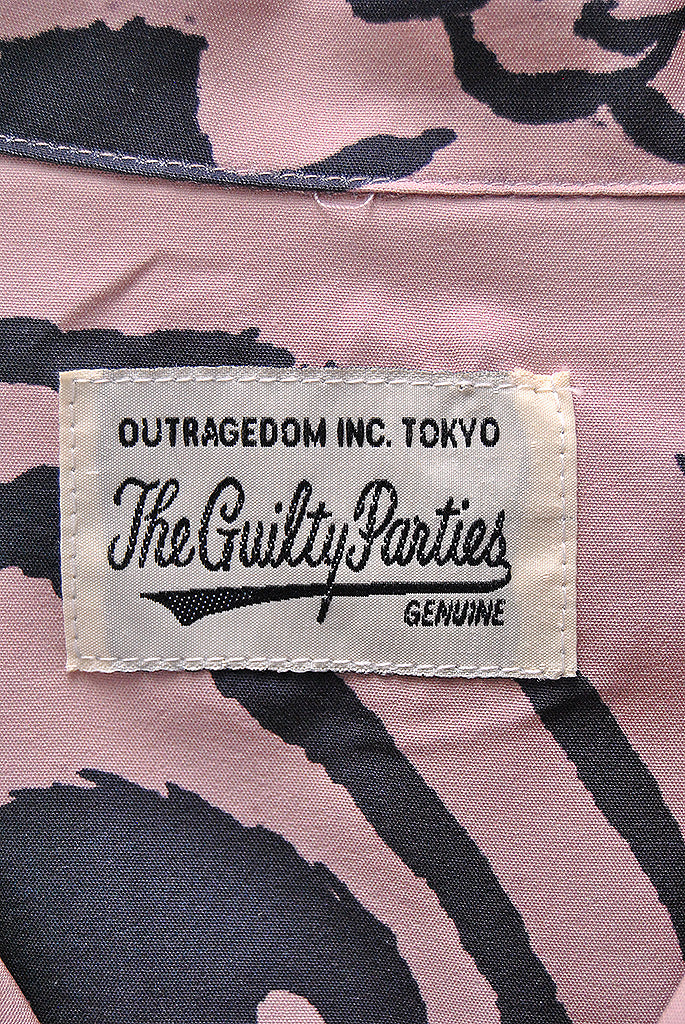 OUTRAGEDOM INC. TOKYO
The Guilty Parties
GENUINE